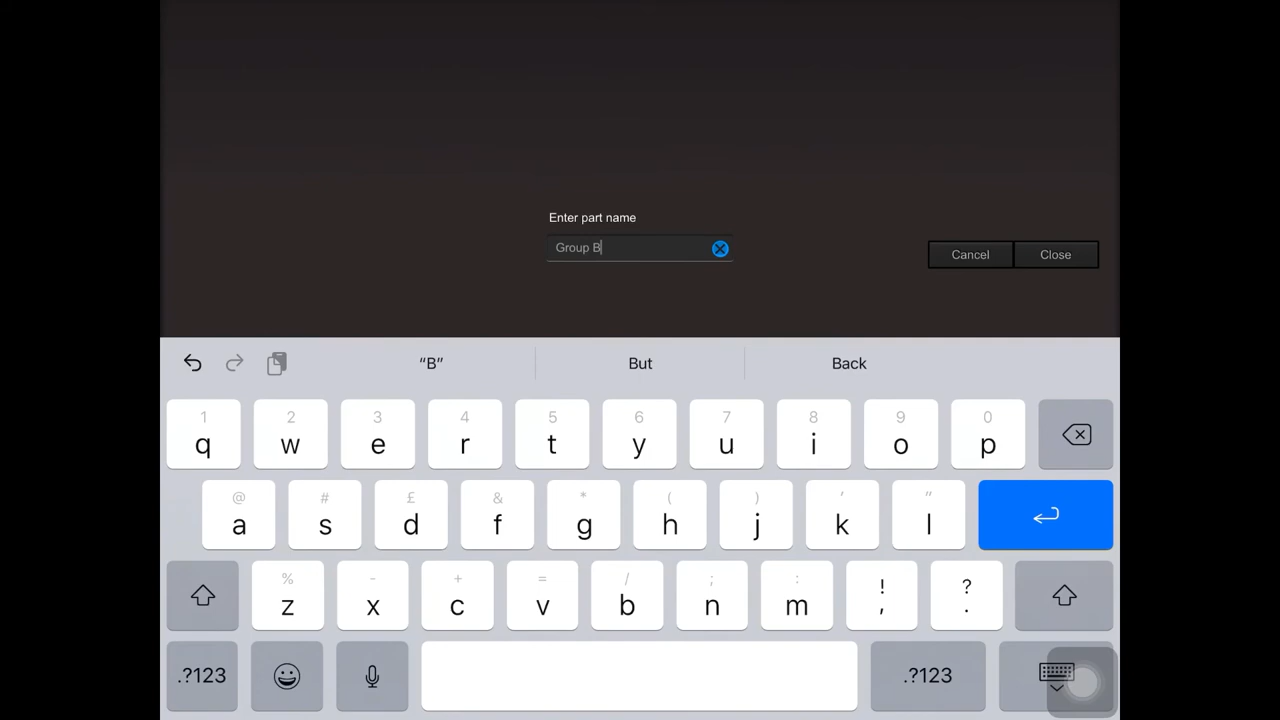 Enter part name
Group B
Cancel Close
“B” But Back
1 2 3 4 5 6 7 8 9 0
q w e r t y u i o p
@ # £ & * ( ) ' "
a s d f g h j k l
% - + = / ; : ! ?
z x c v b n m , .
.?123 .?123